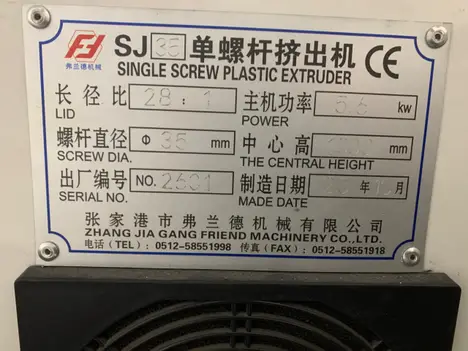 弗兰德机械
SJ 35 单螺杆挤出机 CE
SINGLE SCREW PLASTIC EXTRUDER
长径比 28:1 主机功率 5.5 kw
LID POWER
螺杆直径 Φ 35 mm 中心高 mm
SCREW DIA. THE CENTRAL HEIGHT
出厂编号 NO. 制造日期 年 月
SERIAL NO. MADE DATE
张家港市弗兰德机械有限公司
ZHANG JIA GANG FRIEND MACHINERY CO.,LTD.
电话（TEL）：0512-58551998 传真（FAX）：0512-58551918